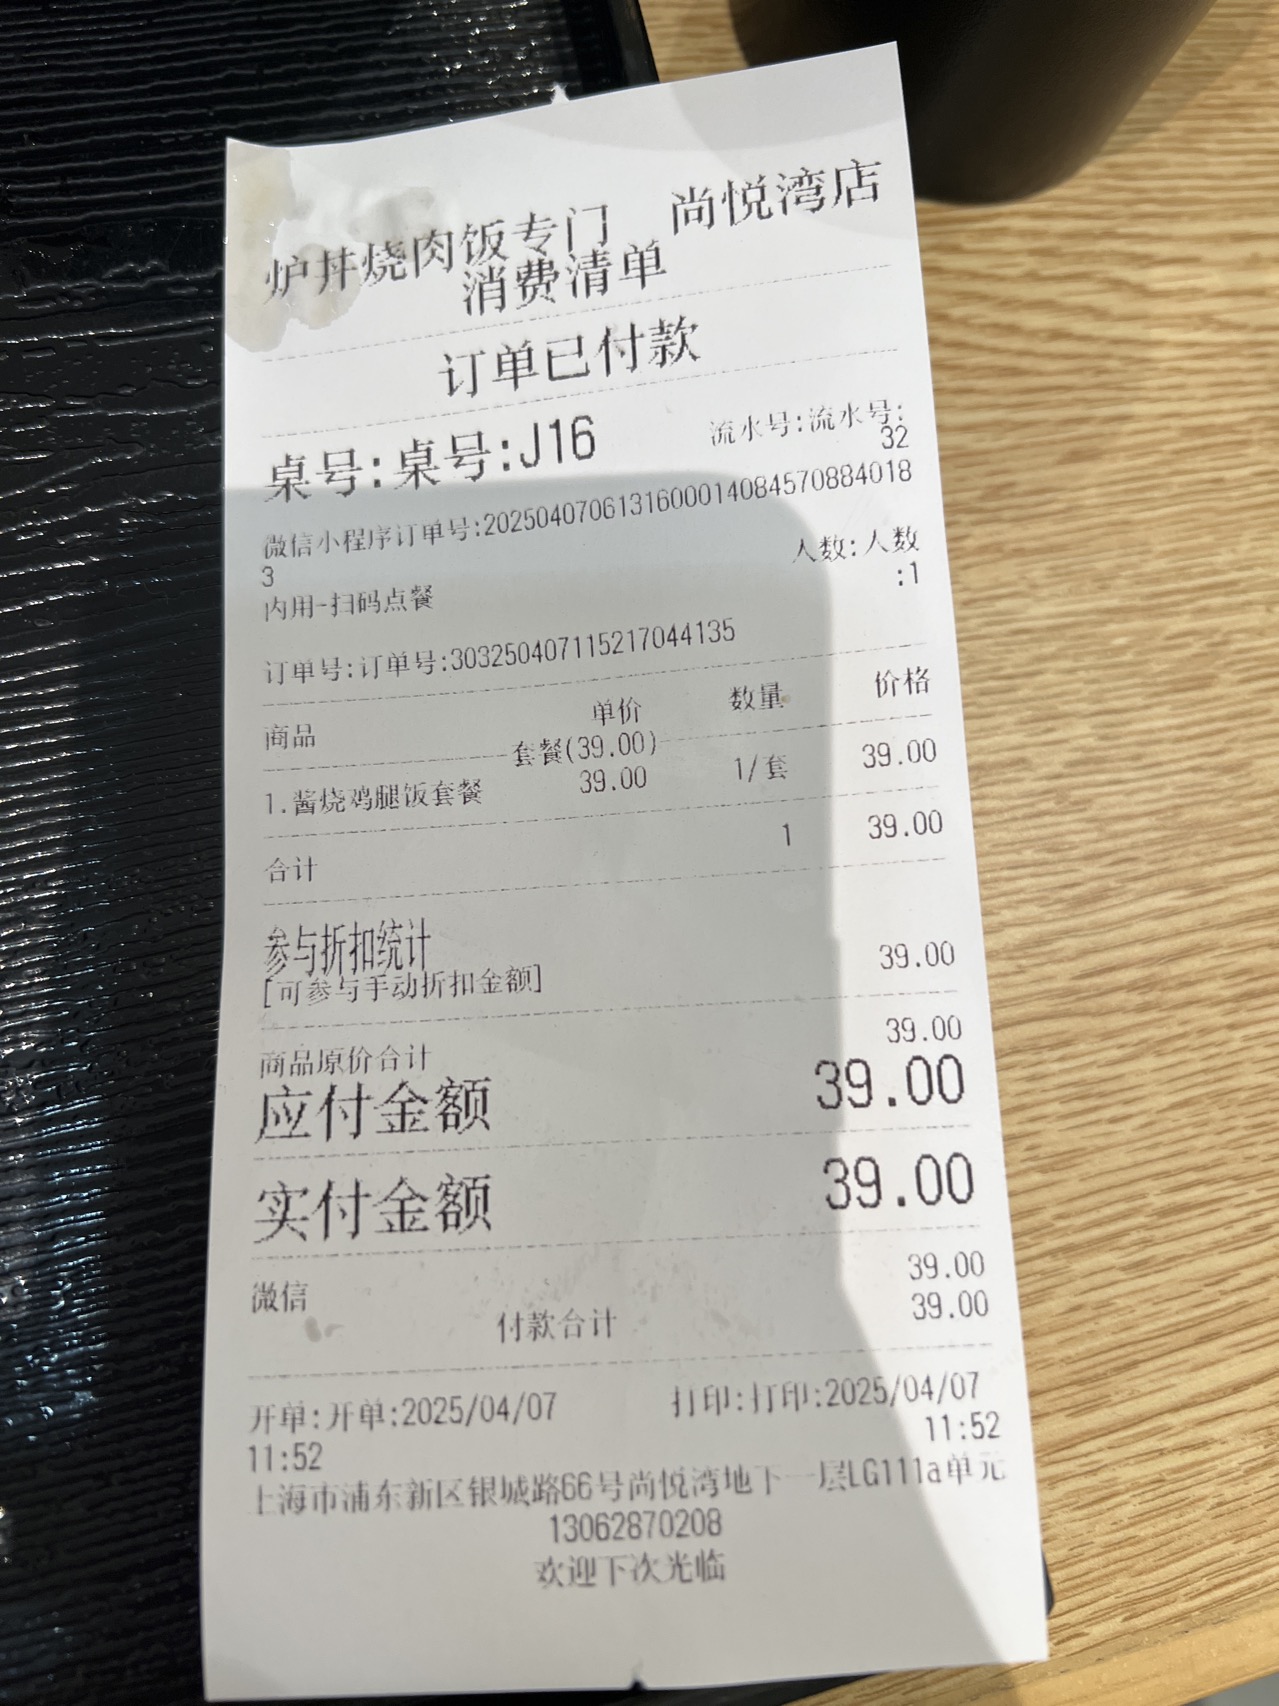 炉丼烧肉饭专门 尚悦湾店
消费清单
订单已付款
桌号:桌号:J16 流水号:流水号:
32
微信小程序订单号:2025040706131600014084570884018
3
人数:人数
:1
内用-扫码点餐
订单号:订单号:303250407115217044135
商品 单价 数量 价格
套餐(39.00)
1.酱烧鸡腿饭套餐 39.00 1/套 39.00
合计 1 39.00
参与折扣统计
[可参与手动折扣金额] 39.00
商品原价合计 39.00
应付金额 39.00
实付金额 39.00
微信 39.00
付款合计 39.00
开单:开单:2025/04/07 打印:打印:2025/04/07
11:52 11:52
上海市浦东新区银城路66号尚悦湾地下一层LG111a单元
13062870208
欢迎下次光临